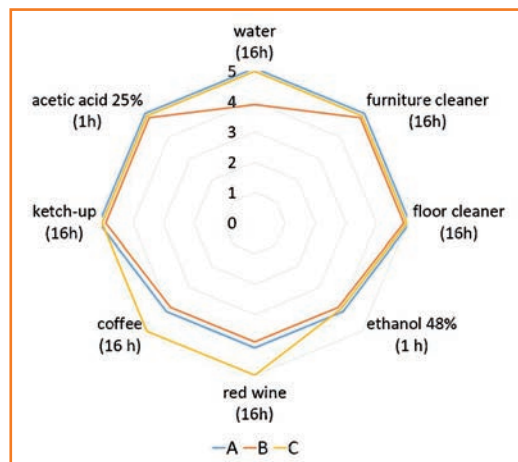 water
(16h)
5
4
3
2
1
0
acetic acid 25%
(1h)
furniture cleaner
(16h)
ketch-up
(16h)
floor cleaner
(16h)
coffee
(16 h)
ethanol 48%
(1 h)
red wine
(16h)
A B C